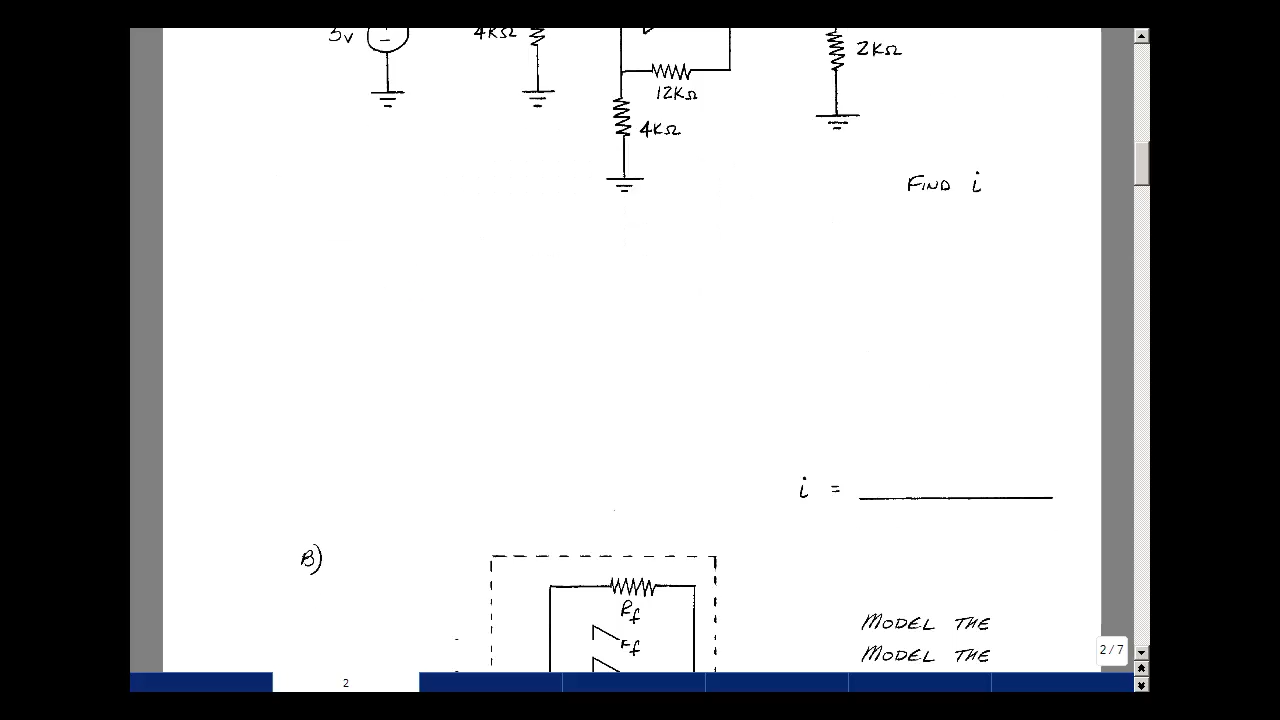 5v
4KΩ
2KΩ
12KΩ
4KΩ
FIND i
i =
B)
Rf
MODEL THE
MODEL THE
2 / 7
2